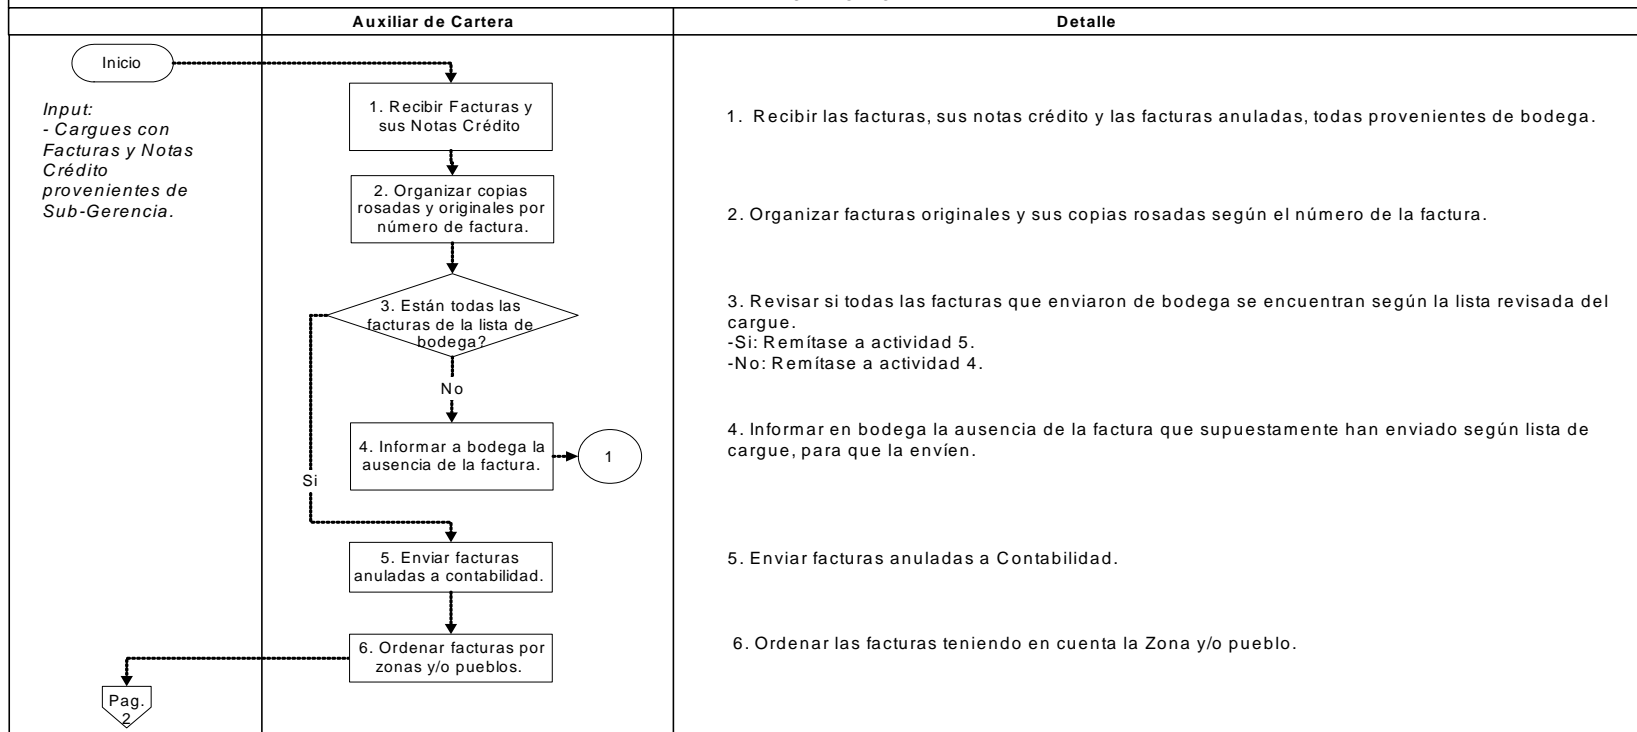 Auxiliar de Cartera
Detalle
Inicio
Input:
- Cargues con
Facturas y Notas
Crédito
provenientes de
Sub-Gerencia.
1. Recibir Facturas y
sus Notas Crédito
1. Recibir las facturas, sus notas crédito y las facturas anuladas, todas provenientes de bodega.
2. Organizar copias
rosadas y originales por
número de factura.
2. Organizar facturas originales y sus copias rosadas según el número de la factura.
3. Están todas las
facturas de la lista de
bodega?
3. Revisar si todas las facturas que enviaron de bodega se encuentran según la lista revisada del
cargue.
-Si: Remítase a actividad 5.
-No: Remítase a actividad 4.
No
4. Informar a bodega la
ausencia de la factura.
1
4. Informar en bodega la ausencia de la factura que supuestamente han enviado según lista de
cargue, para que la envíen.
Si
5. Enviar facturas
anuladas a contabilidad.
5. Enviar facturas anuladas a Contabilidad.
6. Ordenar facturas por
zonas y/o pueblos.
6. Ordenar las facturas teniendo en cuenta la Zona y/o pueblo.
Pag.
2